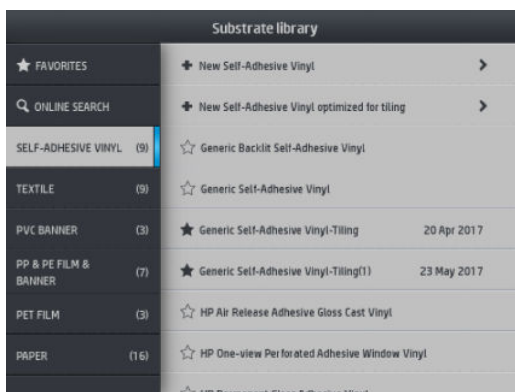 Substrate library
FAVORITES
ONLINE SEARCH
SELF-ADHESIVE VINYL (9)
TEXTILE (9)
PVC BANNER (3)
PP & PE FILM &
BANNER (7)
PET FILM (3)
PAPER (16)
New Self-Adhesive Vinyl
New Self-Adhesive Vinyl optimized for tiling
Generic Backlit Self-Adhesive Vinyl
Generic Self-Adhesive Vinyl
Generic Self-Adhesive Vinyl-Tiling 20 Apr 2017
Generic Self-Adhesive Vinyl-Tiling(1) 23 May 2017
HP Air Release Adhesive Gloss Cast Vinyl
HP One-view Perforated Adhesive Window Vinyl